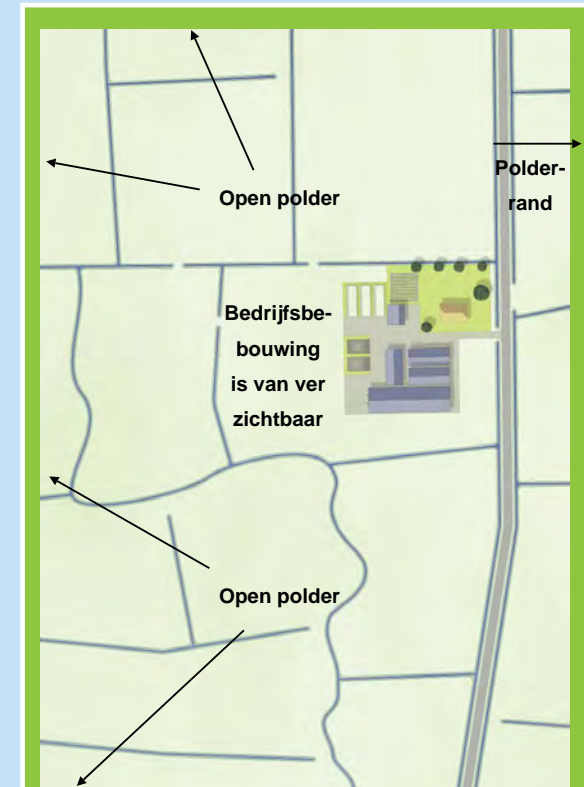 Open polder
Polder-
rand
Bedrijfsbe-
bouwing
is van ver
zichtbaar
Open polder